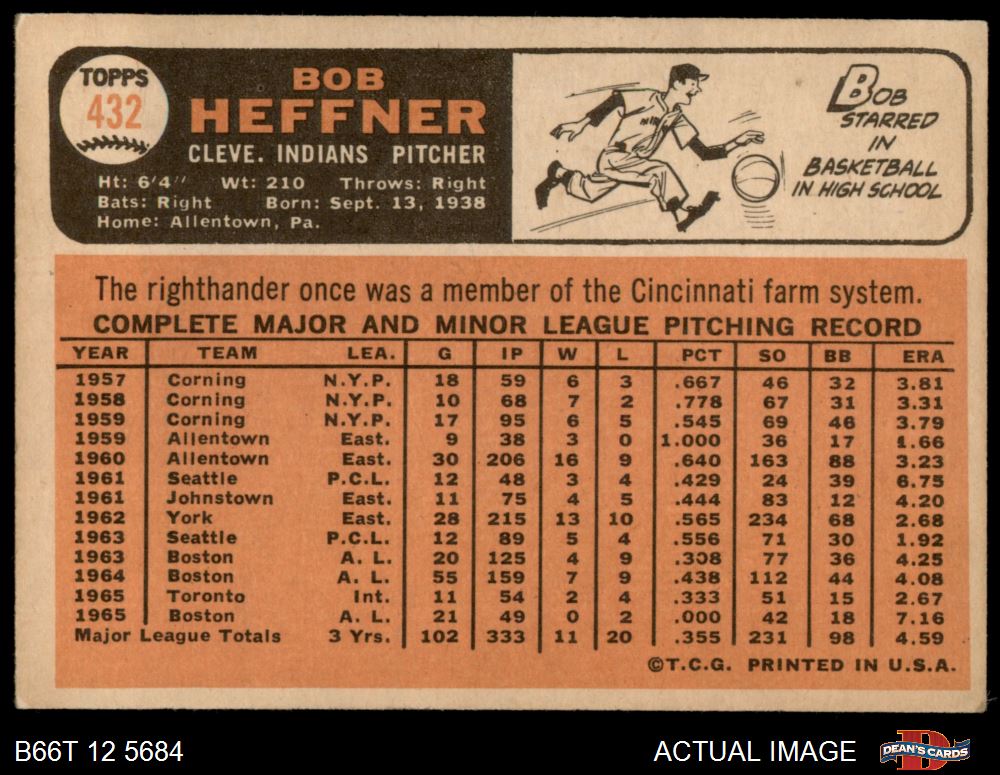 TOPPS
432
BOB
HEFFNER
CLEVE. INDIANS PITCHER
Ht: 6'4" Wt: 210 Throws: Right
Bats: Right Born: Sept. 13, 1938
Home: Allentown, Pa.
BOB
STARRED
IN
BASKETBALL
IN HIGH SCHOOL
The righthander once was a member of the Cincinnati farm system.
COMPLETE MAJOR AND MINOR LEAGUE PITCHING RECORD
YEAR TEAM LEA. G IP W L PCT SO BB ERA
1957 Corning N.Y.P. 18 59 6 3 .667 46 32 3.81
1958 Corning N.Y.P. 10 68 7 2 .778 67 31 3.31
1959 Corning N.Y.P. 17 95 6 5 .545 69 46 3.79
1959 Allentown East. 9 38 3 0 1.000 36 17 1.66
1960 Allentown East. 30 206 16 9 .640 163 88 3.23
1961 Seattle P.C.L. 12 48 3 4 .429 24 39 6.75
1961 Johnstown East. 11 75 4 5 .444 83 12 4.20
1962 York East. 28 215 13 10 .565 234 68 2.68
1963 Seattle P.C.L. 12 89 5 4 .556 71 30 1.92
1963 Boston A. L. 20 125 4 9 .308 77 36 4.25
1964 Boston A. L. 55 159 7 9 .438 112 44 4.08
1965 Toronto Int. 11 54 2 4 .333 51 15 2.67
1965 Boston A. L. 21 49 0 2 .000 42 18 7.16
Major League Totals 3 Yrs. 102 333 11 20 .355 231 98 4.59
©T.C.G. PRINTED IN U.S.A.
B66T 12 5684
ACTUAL IMAGE
DEAN'S CARDS